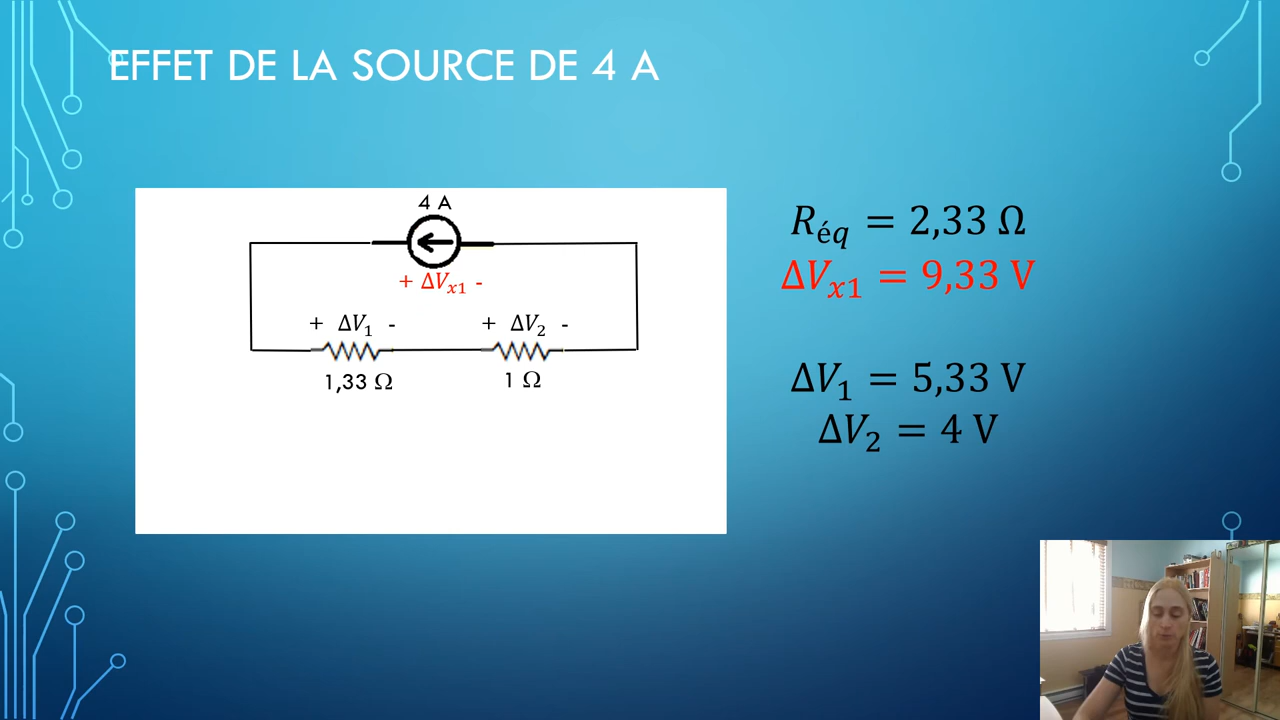 EFFET DE LA SOURCE DE 4 A
4 A
+ ΔVx1 -
+ ΔV1 -
+ ΔV2 -
1,33 Ω
1 Ω
Réq = 2,33 Ω
ΔVx1 = 9,33 V
ΔV1 = 5,33 V
ΔV2 = 4 V